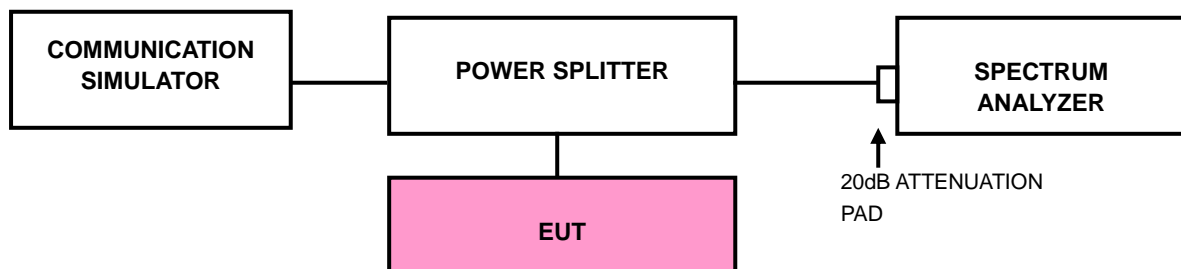 COMMUNICATION
SIMULATOR
POWER SPLITTER
SPECTRUM
ANALYZER
20dB ATTENUATION
PAD
EUT